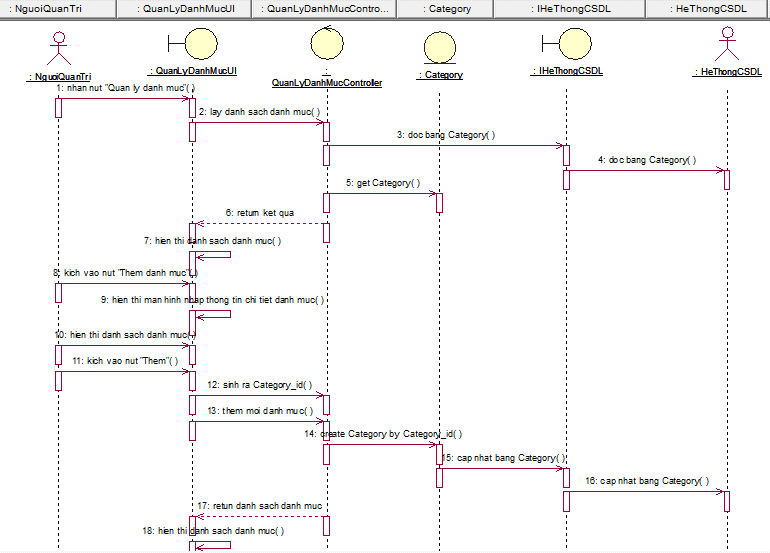 : NguoiQuanTri
: QuanLyDanhMucUI
: QuanLyDanhMucContro...
: Category
: IHeThongCSDL
: HeThongCSDL
: NguoiQuanTri
: QuanLyDanhMucUI
:
QuanLyDanhMucController
: Category
: IHeThongCSDL
: HeThongCSDL
1: nhan nut "Quan ly danh muc"( )
2: lay danh sach danh muc( )
3: doc bang Category( )
4: doc bang Category( )
5: get Category( )
6: return ket qua
7: hien thi danh sach danh muc( )
8: kich vao nut "Them danh muc"( )
9: hien thi man hinh nhap thong tin chi tiet danh muc( )
10: hien thi danh sach danh muc( )
11: kich vao nut "Them"( )
12: sinh ra Category_id( )
13: them moi danh muc( )
14: create Category by Category_id( )
15: cap nhat bang Category( )
16: cap nhat bang Category( )
17: retun danh sach danh muc
18: hien thi danh sach danh muc( )